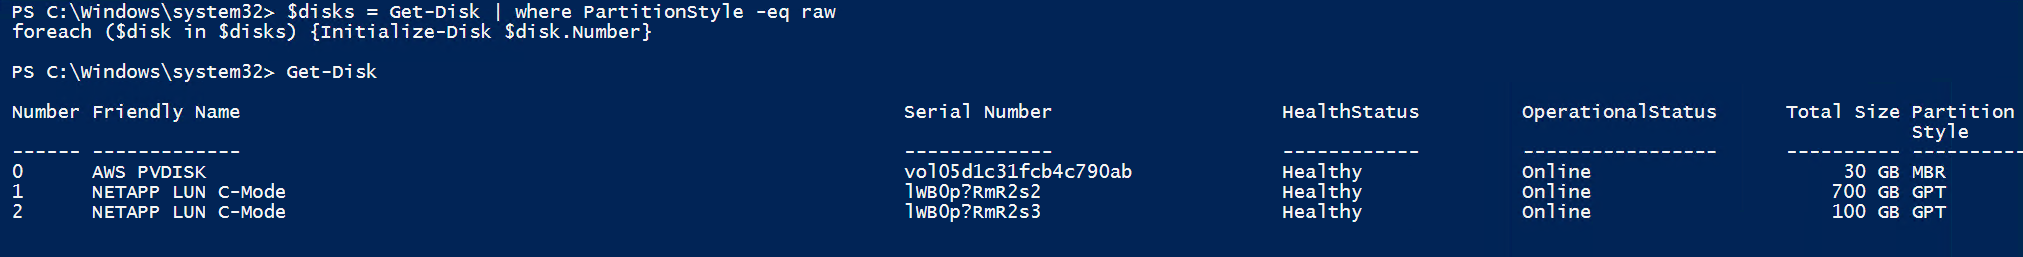 PS C:\Windows\system32> $disks = Get-Disk | where PartitionStyle -eq raw
foreach ($disk in $disks) {Initialize-Disk $disk.Number}
PS C:\Windows\system32> Get-Disk
Number Friendly Name Serial Number HealthStatus OperationalStatus Total Size Partition
Style
------ ------------- ------------- ------------ ----------------- ---------- ----------
0 AWS PVDISK vol05d1c31fcb4c790ab Healthy Online 30 GB MBR
1 NETAPP LUN C-Mode lWB0p?RmR2s2 Healthy Online 700 GB GPT
2 NETAPP LUN C-Mode lWB0p?RmR2s3 Healthy Online 100 GB GPT